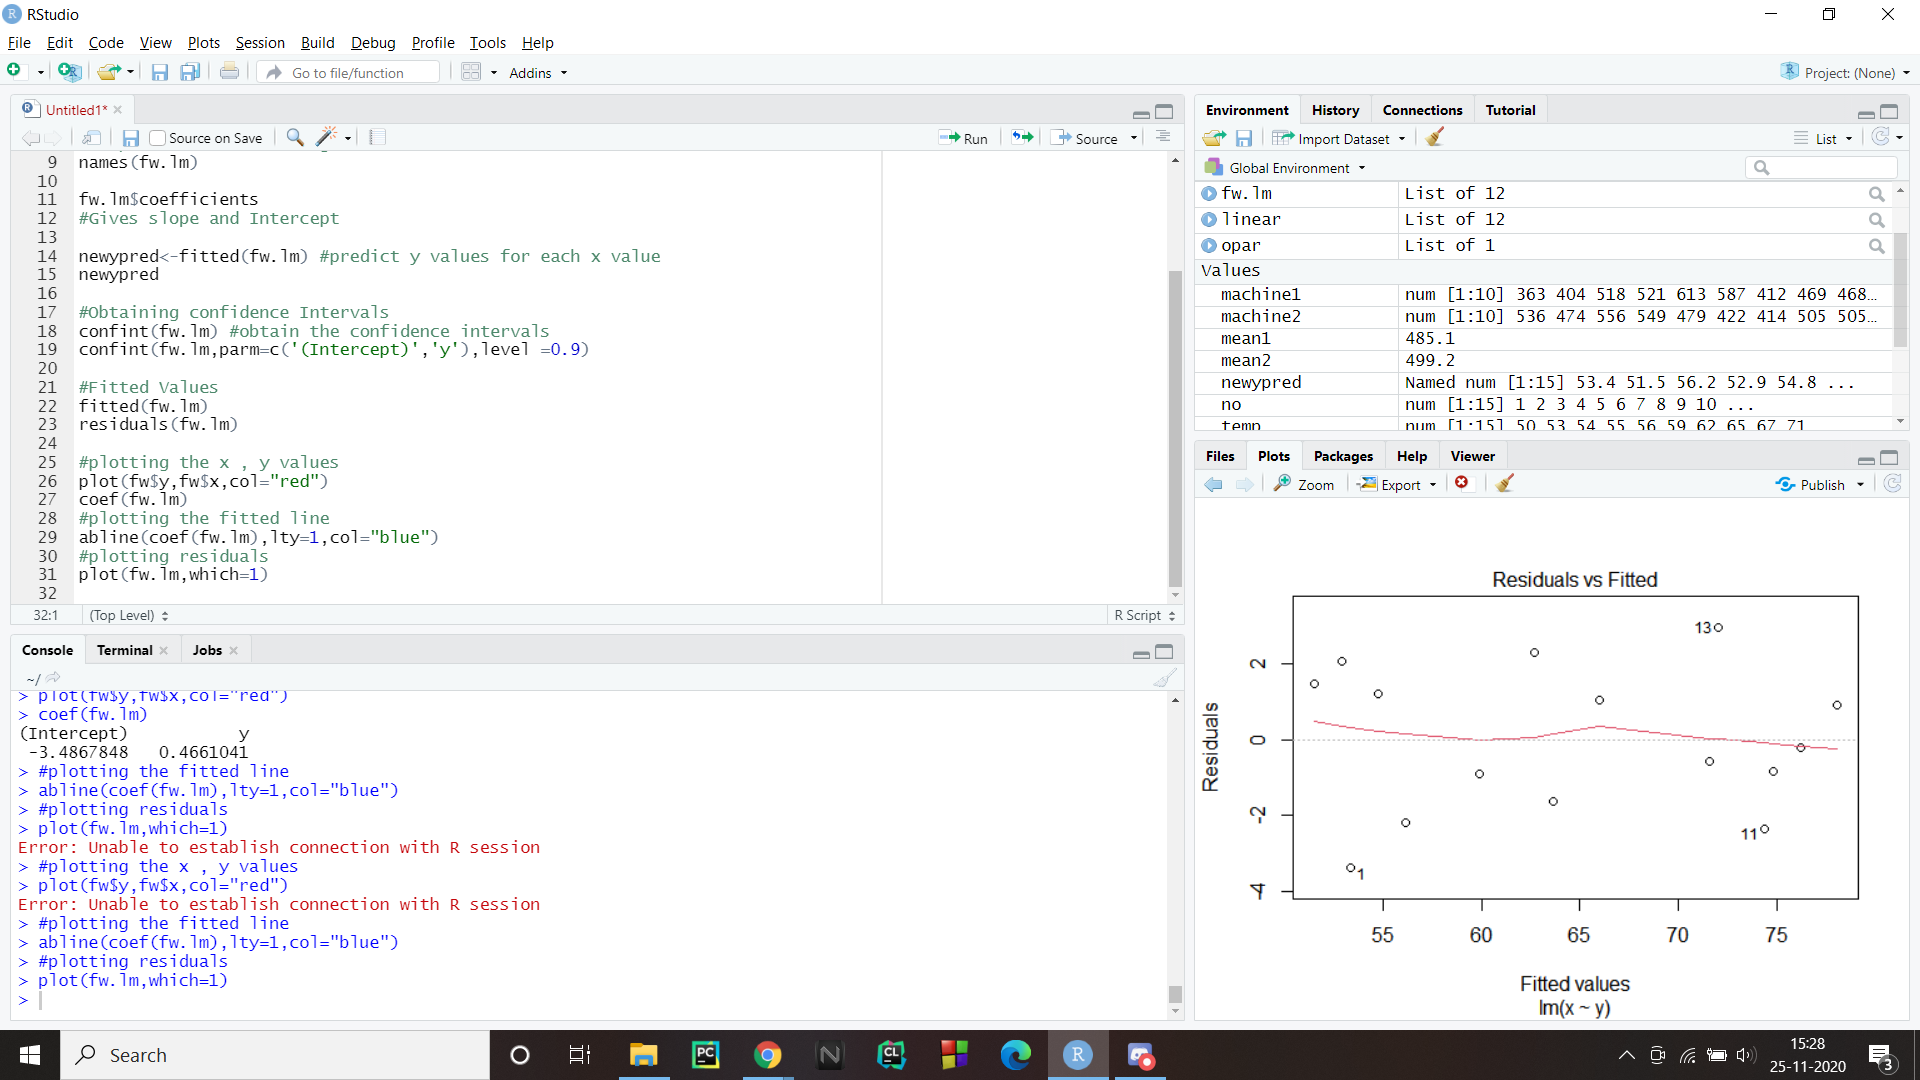 RStudio
File Edit Code View Plots Session Build Debug Profile Tools Help
Go to file/function Addins Project: (None)
Untitled1*
Source on Save Run Source
9 names(fw.lm)
10
11 fw.lm$coefficients
12 #Gives slope and Intercept
13
14 newypred<-fitted(fw.lm) #predict y values for each x value
15 newypred
16
17 #Obtaining confidence Intervals
18 confint(fw.lm) #obtain the confidence intervals
19 confint(fw.lm,parm=c('(Intercept)','y'),level =0.9)
20
21 #Fitted Values
22 fitted(fw.lm)
23 residuals(fw.lm)
24
25 #plotting the x , y values
26 plot(fw$y,fw$x,col="red")
27 coef(fw.lm)
28 #plotting the fitted line
29 abline(coef(fw.lm),lty=1,col="blue")
30 #plotting residuals
31 plot(fw.lm,which=1)
32
32:1 (Top Level) R Script
Console Terminal Jobs
~/
> plot(fw$y,fw$x,col="red")
> coef(fw.lm)
(Intercept) y
-3.4867848 0.4661041
> #plotting the fitted line
> abline(coef(fw.lm),lty=1,col="blue")
> #plotting residuals
> plot(fw.lm,which=1)
Error: Unable to establish connection with R session
> #plotting the x , y values
> plot(fw$y,fw$x,col="red")
Error: Unable to establish connection with R session
> #plotting the fitted line
> abline(coef(fw.lm),lty=1,col="blue")
> #plotting residuals
> plot(fw.lm,which=1)
>
Environment History Connections Tutorial
Import Dataset List
Global Environment
fw.lm List of 12
linear List of 12
opar List of 1
Values
machine1 num [1:10] 363 404 518 521 613 587 412 469 468…
machine2 num [1:10] 536 474 556 549 479 422 414 505 505…
mean1 485.1
mean2 499.2
newypred Named num [1:15] 53.4 51.5 56.2 52.9 54.8 ...
no num [1:15] 1 2 3 4 5 6 7 8 9 10 ...
temp num [1:15] 50 53 54 55 56 59 62 65 67 71
Files Plots Packages Help Viewer
Zoom Export Publish
Residuals vs Fitted
Residuals
2
0
-2
-4
13
11
1
55 60 65 70 75
Fitted values
lm(x ~ y)
Search
PC
N
CL
R
15:28
25-11-2020
3